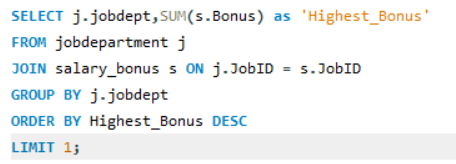 SELECT j.jobdept,SUM(s.Bonus) as 'Highest_Bonus'
FROM jobdepartment j
JOIN salary_bonus s ON j.JobID = s.JobID
GROUP BY j.jobdept
ORDER BY Highest_Bonus DESC
LIMIT 1;